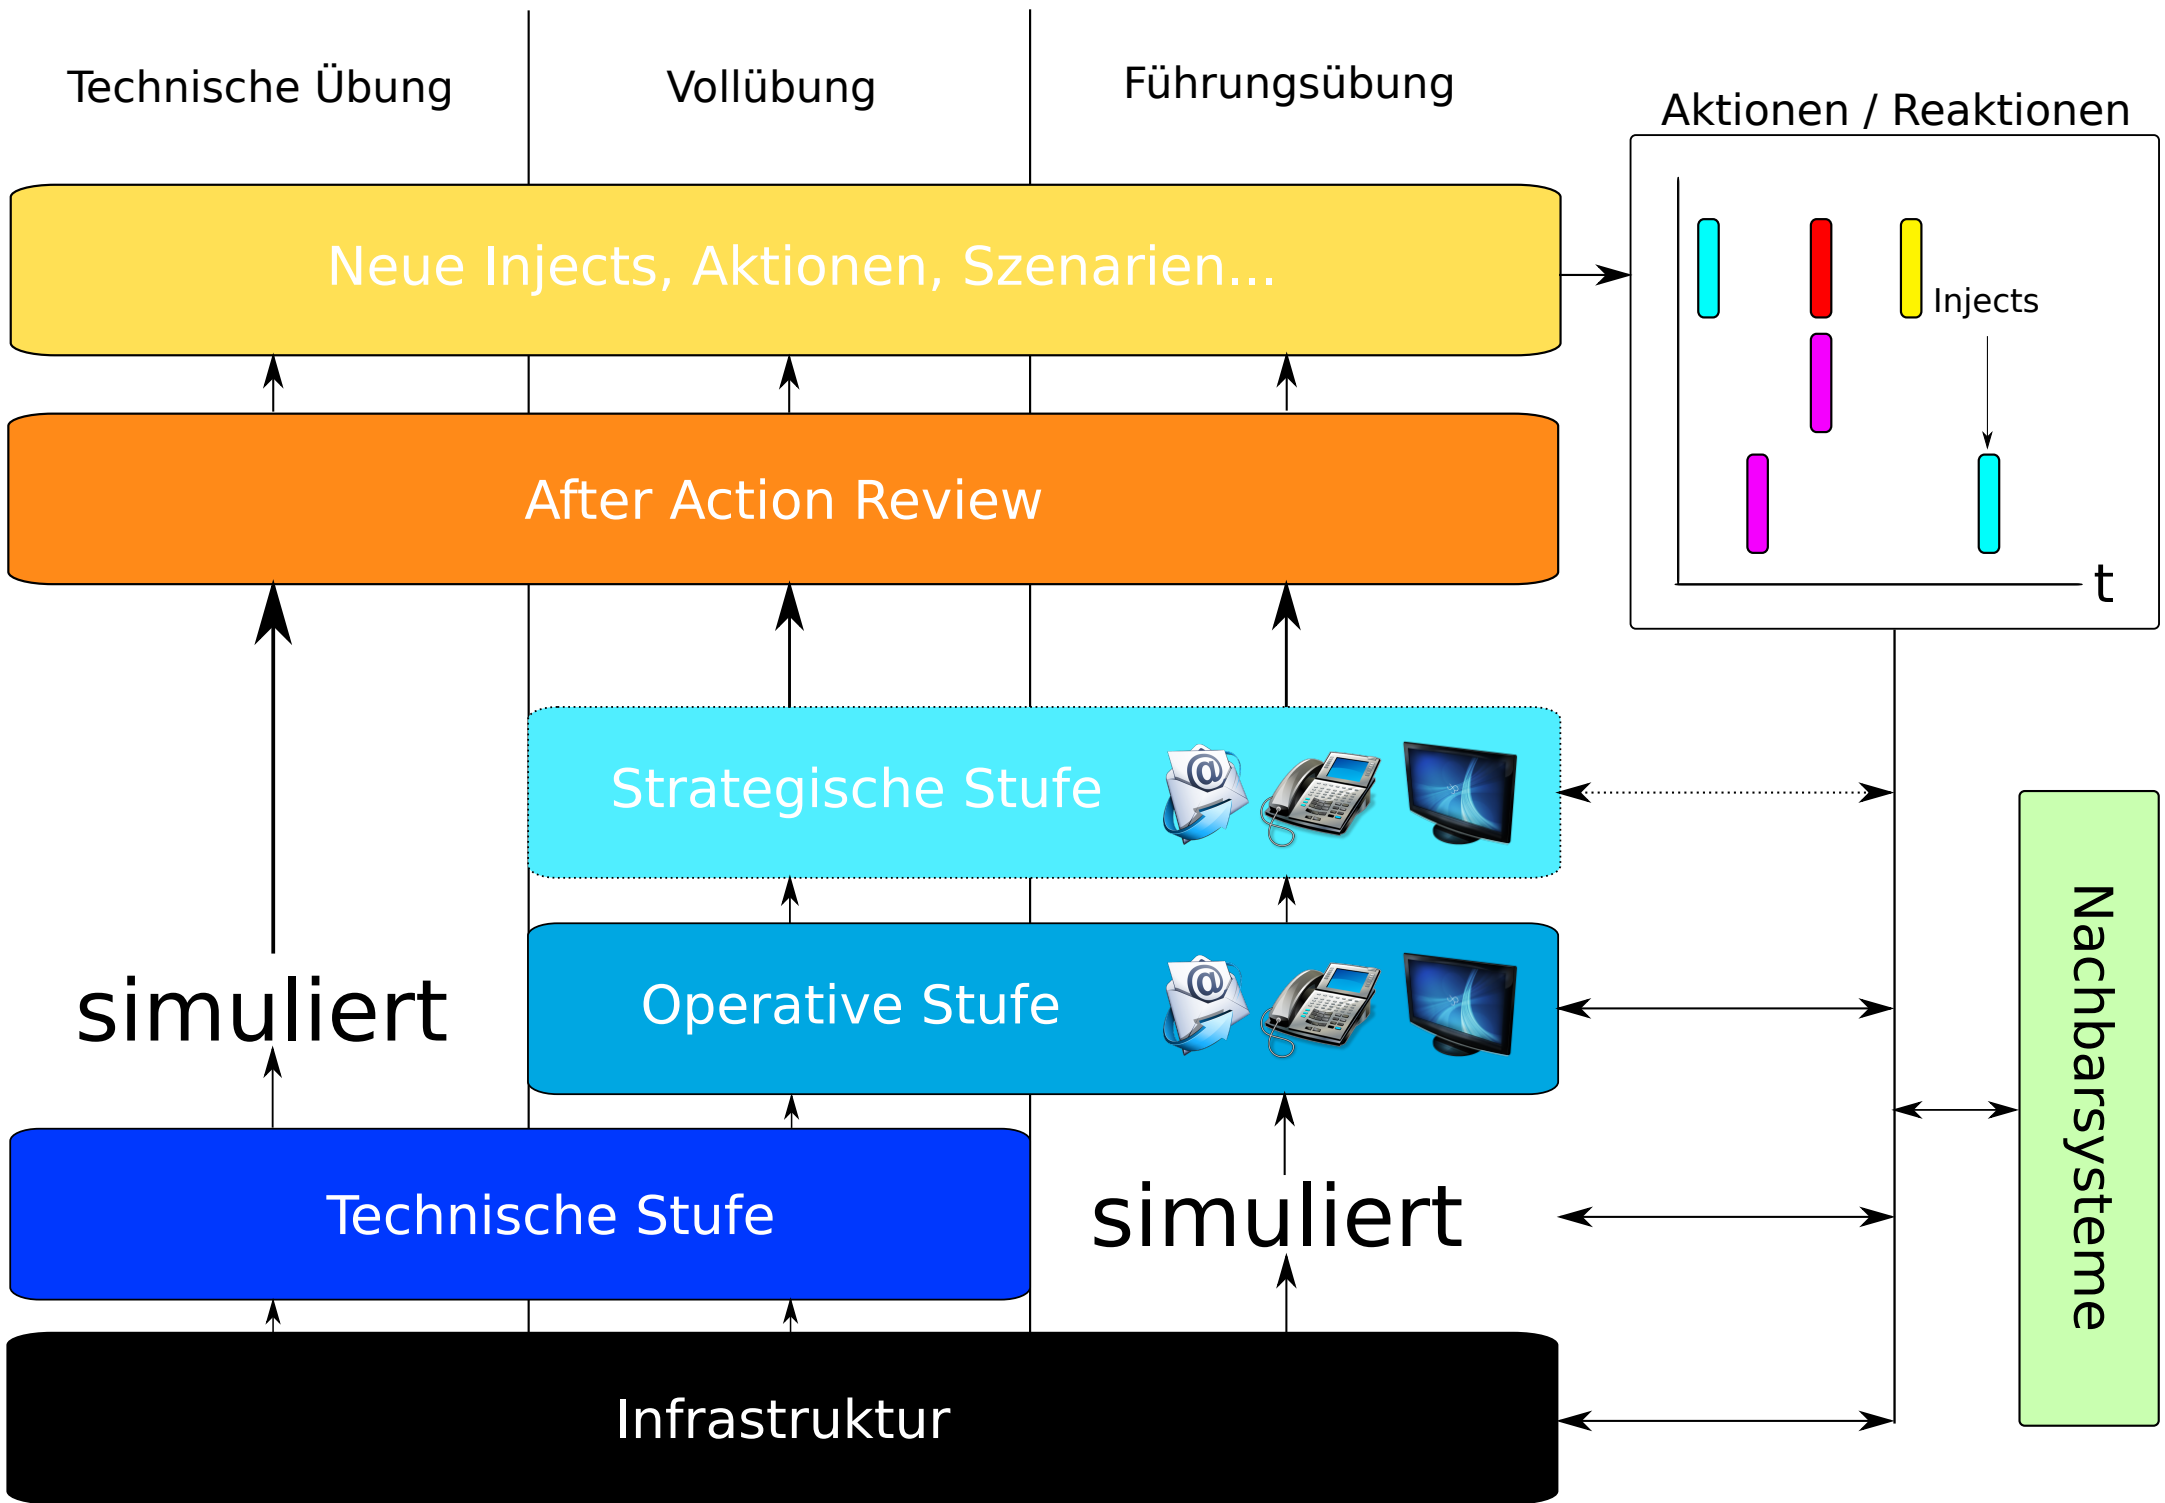 Technische Übung
Vollübung
Führungsübung
Aktionen / Reaktionen
Neue Injects, Aktionen, Szenarien...
Injects
t
After Action Review
Strategische Stufe
simuliert
Operative Stufe
Technische Stufe
simuliert
Infrastruktur
Nachbarsysteme